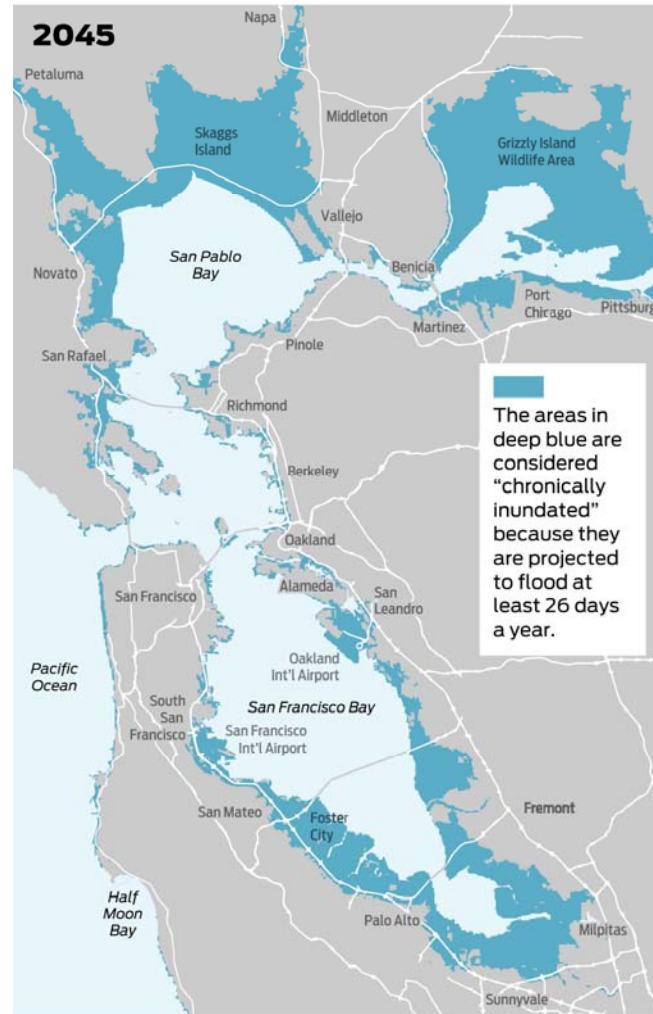 2045
Napa
Petaluma
Middleton
Skaggs
Island
Grizzly Island
Wildlife Area
Vallejo
San Pablo
Bay
Benicia
Novato
Port
Chicago
Pittsburg
Martinez
Pinole
San Rafael
Richmond
The areas in
deep blue are
considered
“chronically
inundated”
because they
are projected
to flood at
least 26 days
a year.
Berkeley
Oakland
Alameda
San
Leandro
San Francisco
Oakland
Int’l Airport
Pacific
Ocean
San Francisco Bay
South
San
Francisco
San Francisco
Int’l Airport
San Mateo
Foster
City
Fremont
Half
Moon
Bay
Palo Alto
Milpitas
Sunnyvale